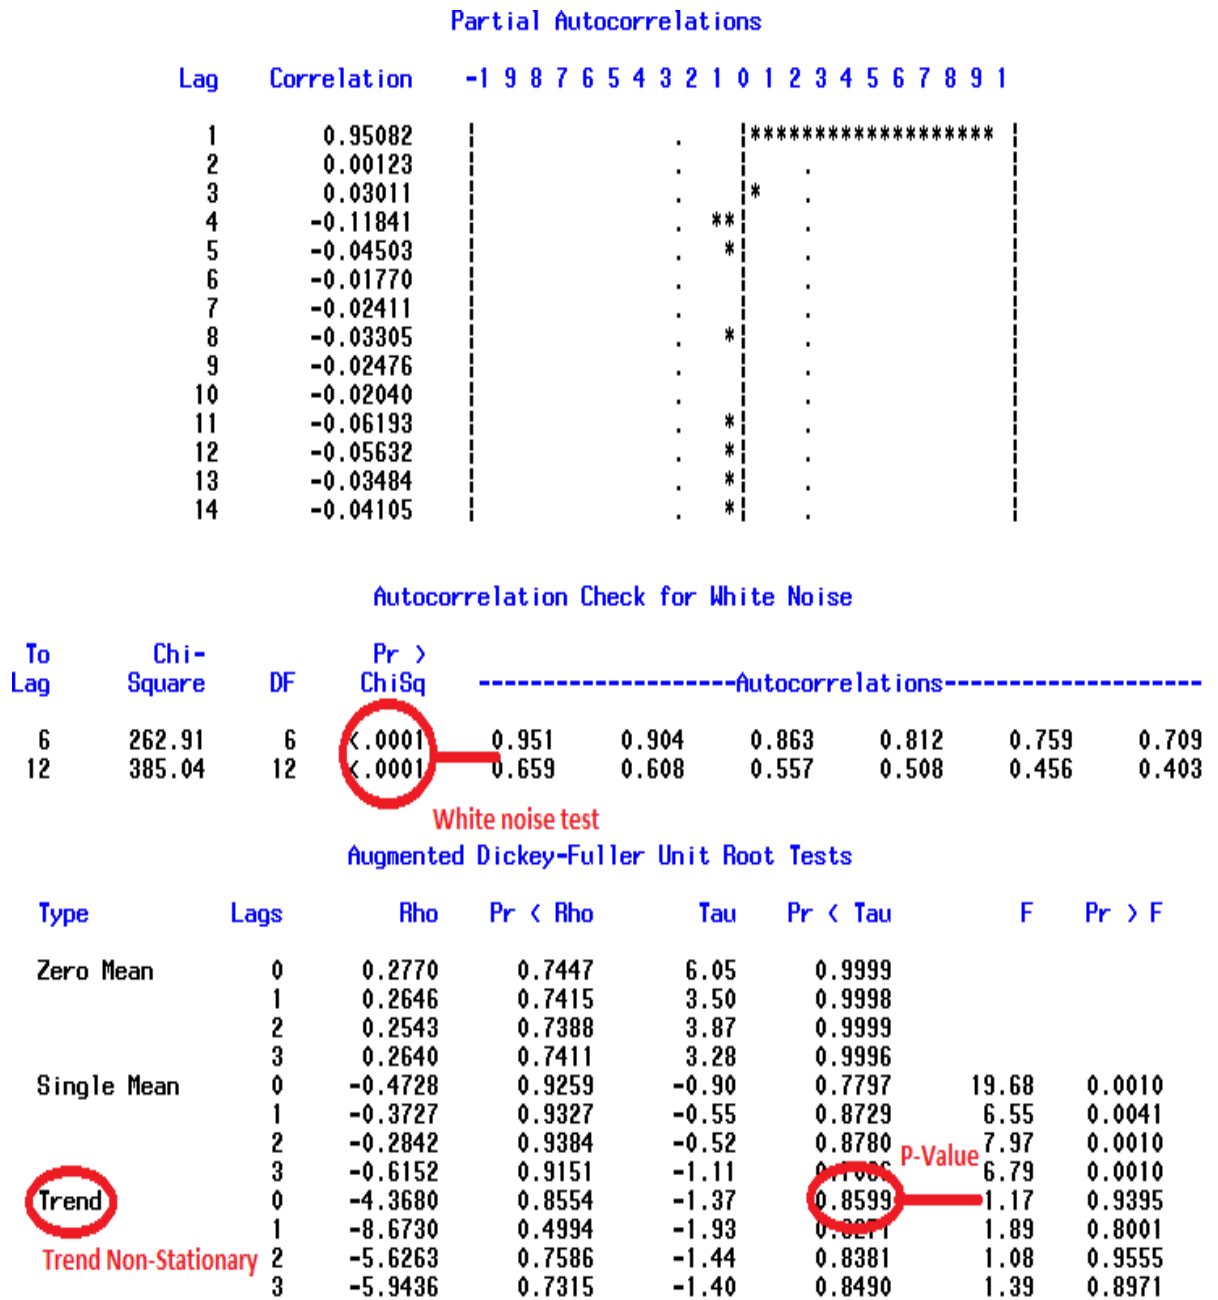 Partial Autocorrelations
Lag Correlation -1 9 8 7 6 5 4 3 2 1 0 1 2 3 4 5 6 7 8 9 1
1 0.95082 | . |******************* |
2 0.00123 | . | . |
3 0.03011 | . |* . |
4 -0.11841 | . **| . |
5 -0.04503 | . *| . |
6 -0.01770 | . | . |
7 -0.02411 | . | . |
8 -0.03305 | . *| . |
9 -0.02476 | . | . |
10 -0.02040 | . | . |
11 -0.06193 | . *| . |
12 -0.05632 | . *| . |
13 -0.03484 | . *| . |
14 -0.04105 | . *| . |
Autocorrelation Check for White Noise
To Chi- Pr >
Lag Square DF ChiSq --------------------Autocorrelations--------------------
6 262.91 6 <.0001 0.951 0.904 0.863 0.812 0.759 0.709
12 385.04 12 <.0001 0.659 0.608 0.557 0.508 0.456 0.403
White noise test
Augmented Dickey-Fuller Unit Root Tests
Type Lags Rho Pr < Rho Tau Pr < Tau F Pr > F
Zero Mean 0 0.2770 0.7447 6.05 0.9999
1 0.2646 0.7415 3.50 0.9998
2 0.2543 0.7388 3.87 0.9999
3 0.2640 0.7411 3.28 0.9996
Single Mean 0 -0.4728 0.9259 -0.90 0.7797 19.68 0.0010
1 -0.3727 0.9327 -0.55 0.8729 6.55 0.0041
2 -0.2842 0.9384 -0.52 0.8780 7.97 0.0010
P-Value
3 -0.6152 0.9151 -1.11 6.79 0.0010
Trend 0 -4.3680 0.8554 -1.37 0.8599 1.17 0.9395
1 -8.6730 0.4994 -1.93 1.89 0.8001
Trend Non-Stationary
2 -5.6263 0.7586 -1.44 0.8381 1.08 0.9555
3 -5.9436 0.7315 -1.40 0.8490 1.39 0.8971